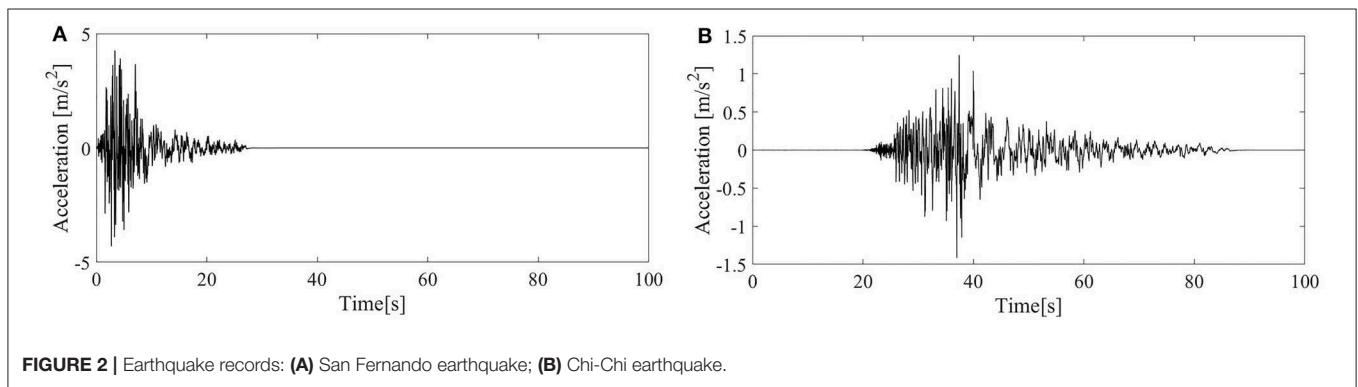 A
Acceleration [m/s²]
5
0
-5
0 20 40 60 80 100
Time[s]
B
Acceleration [m/s²]
1.5
1
0.5
0
-0.5
-1
-1.5
0 20 40 60 80 100
Time[s]
FIGURE 2 | Earthquake records: (A) San Fernando earthquake; (B) Chi-Chi earthquake.